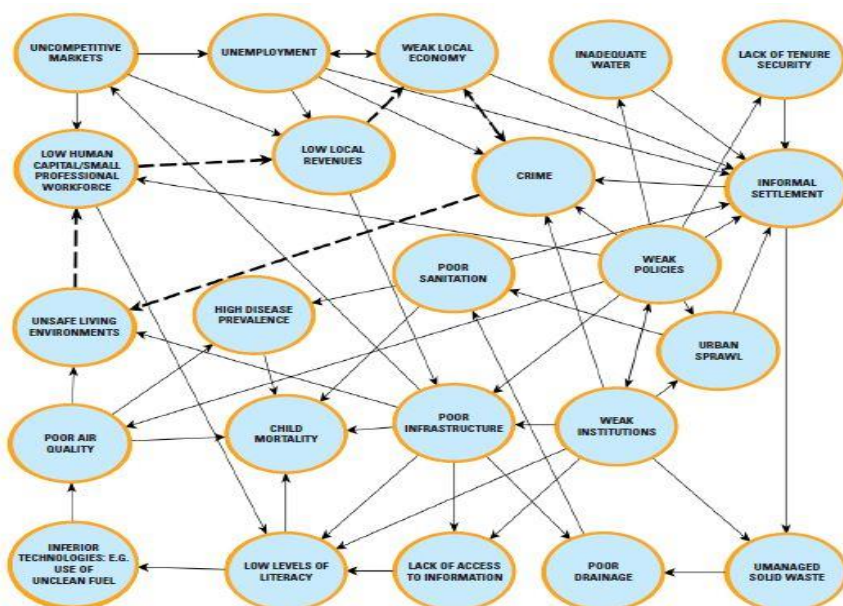 UNCOMPETITIVE
MARKETS
UNEMPLOYMENT
WEAK LOCAL
ECONOMY
INADEQUATE
WATER
LACK OF TENURE
SECURITY
LOW HUMAN
CAPITAL/SMALL
PROFESSIONAL
WORKFORCE
LOW LOCAL
REVENUES
CRIME
INFORMAL
SETTLEMENT
POOR
SANITATION
WEAK
POLICIES
UNSAFE LIVING
ENVIRONMENTS
HIGH DISEASE
PREVALENCE
URBAN
SPRAWL
POOR AIR
QUALITY
CHILD
MORTALITY
POOR
INFRASTRUCTURE
WEAK
INSTITUTIONS
INFERIOR
TECHNOLOGIES: E.G.
USE OF
UNCLEAN FUEL
LOW LEVELS OF
LITERACY
LACK OF ACCESS
TO INFORMATION
POOR
DRAINAGE
UMANAGED
SOLID WASTE